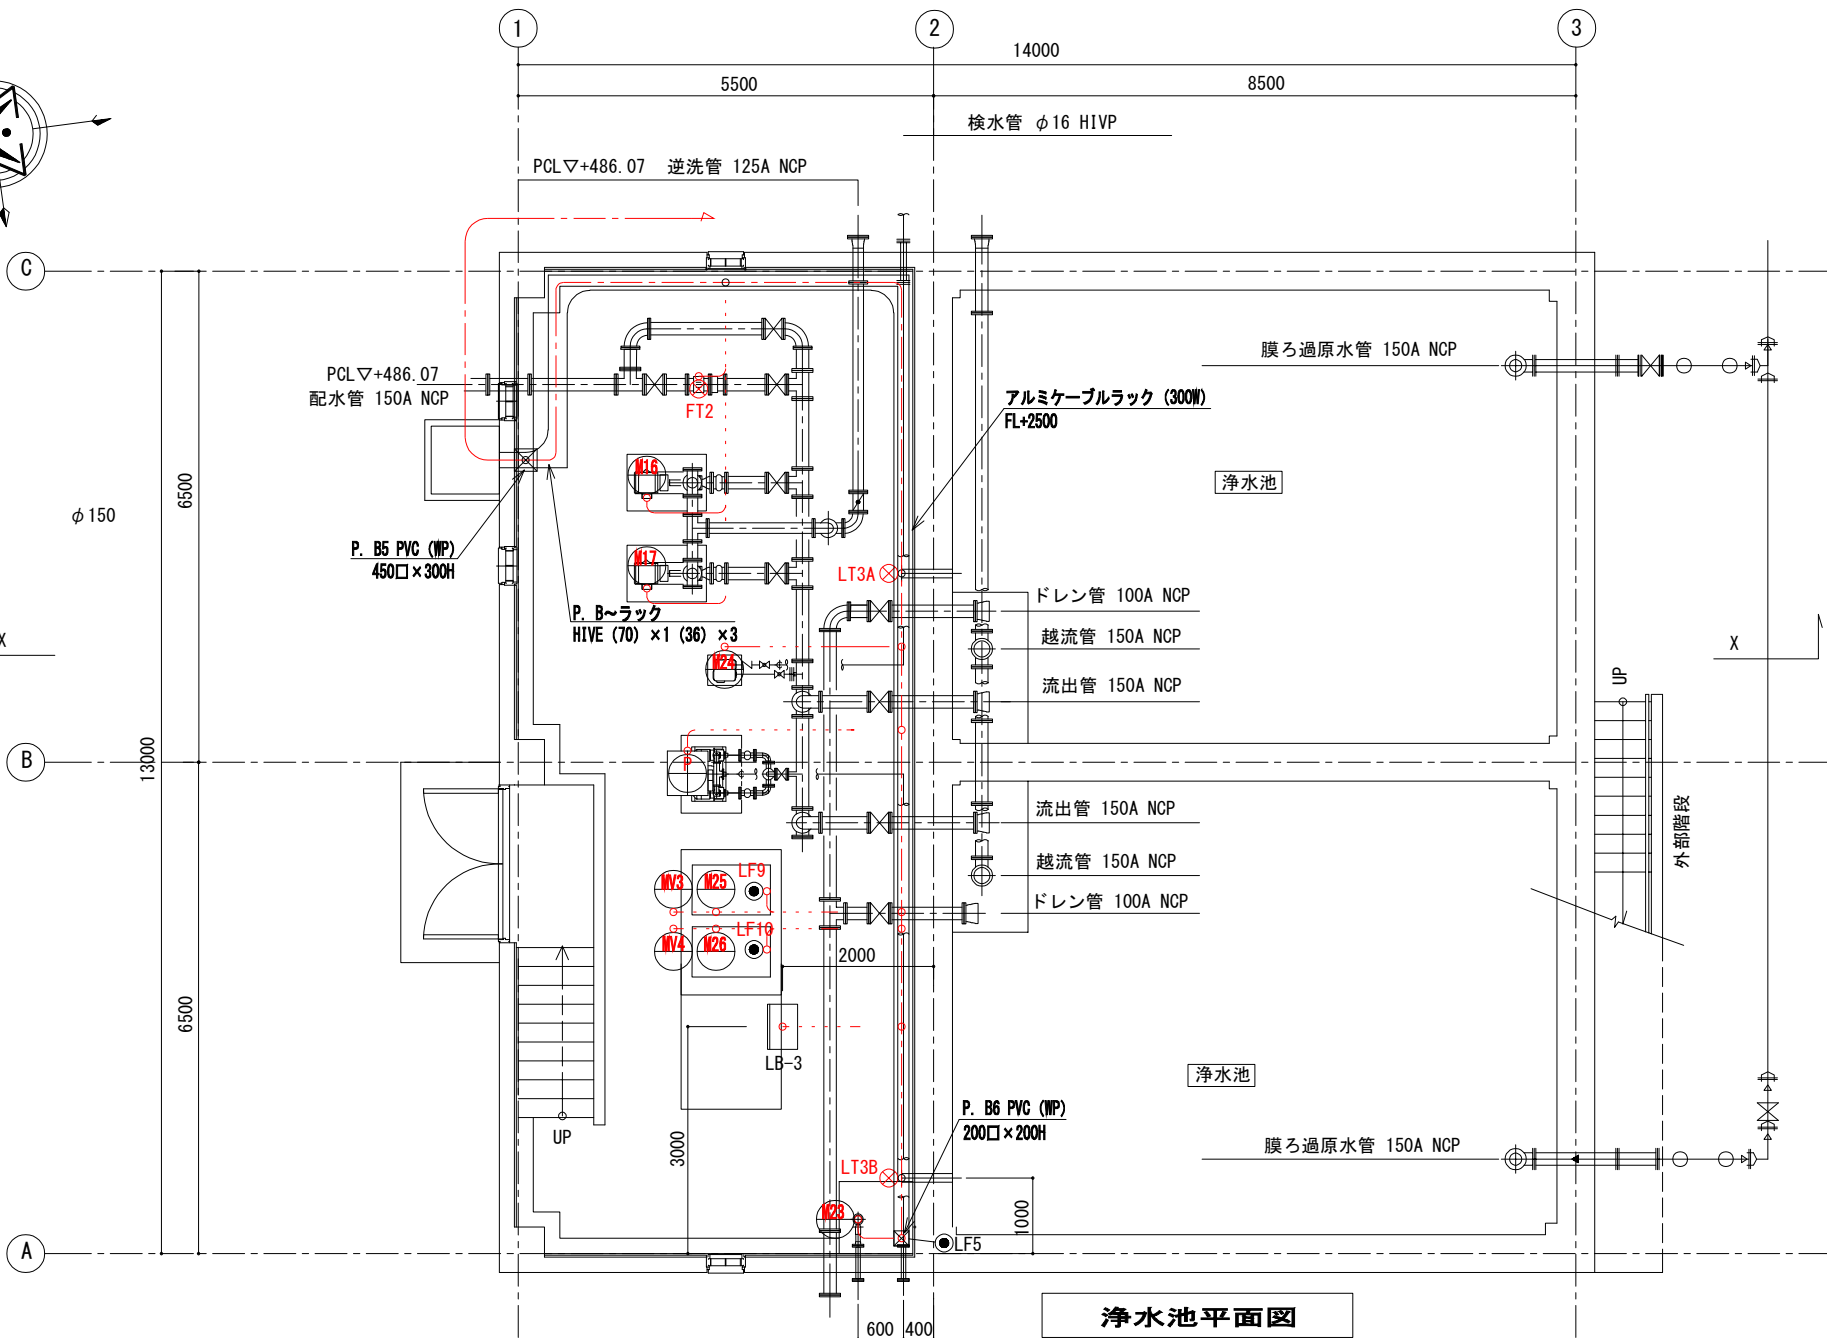 1
2
3
14000
5500
8500
検水管 φ16 HIVP
PCL▽+486.07 逆洗管 125A NCP
C
PCL▽+486.07
配水管 150A NCP
FT2
膜ろ過原水管 150A NCP
アルミケーブルラック (300W)
FL+2500
M16
浄水池
6500
φ150
P. B5 PVC (WP)
450□×300H
M17
LT3A
P. B～ラック
HIVE (70) ×1 (36) ×3
ドレン管 100A NCP
越流管 150A NCP
X
X
M24
流出管 150A NCP
UP
B
13000
P
流出管 150A NCP
外部階段
越流管 150A NCP
MV3
M25
LF9
ドレン管 100A NCP
MV4
M26
LF10
2000
6500
LB-3
浄水池
P. B6 PVC (WP)
200□×200H
UP
3000
LT3B
膜ろ過原水管 150A NCP
M23
1000
A
LF5
浄水池平面図
600
400